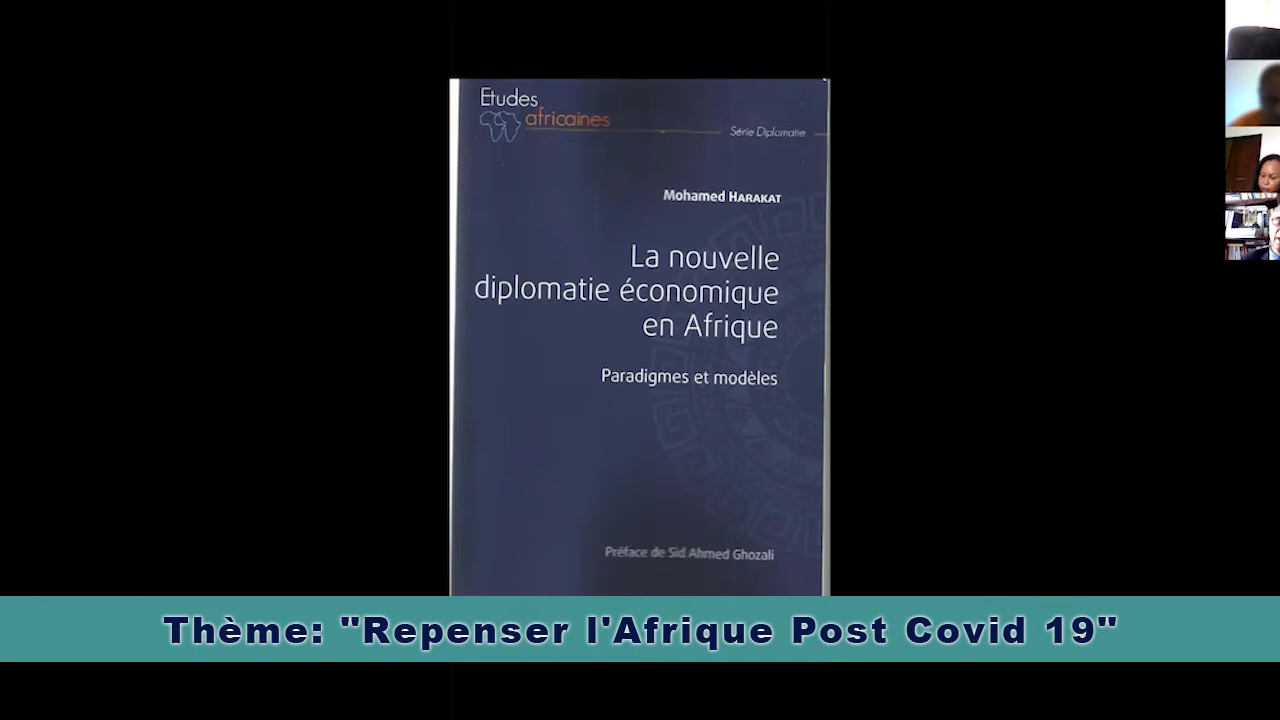 Etudes
africaines
Série Diplomatie
Mohamed HARAKAT
La nouvelle
diplomatie économique
en Afrique
Paradigmes et modèles
Préface de Sid Ahmed Ghozali
Thème: "Repenser l'Afrique Post Covid 19"